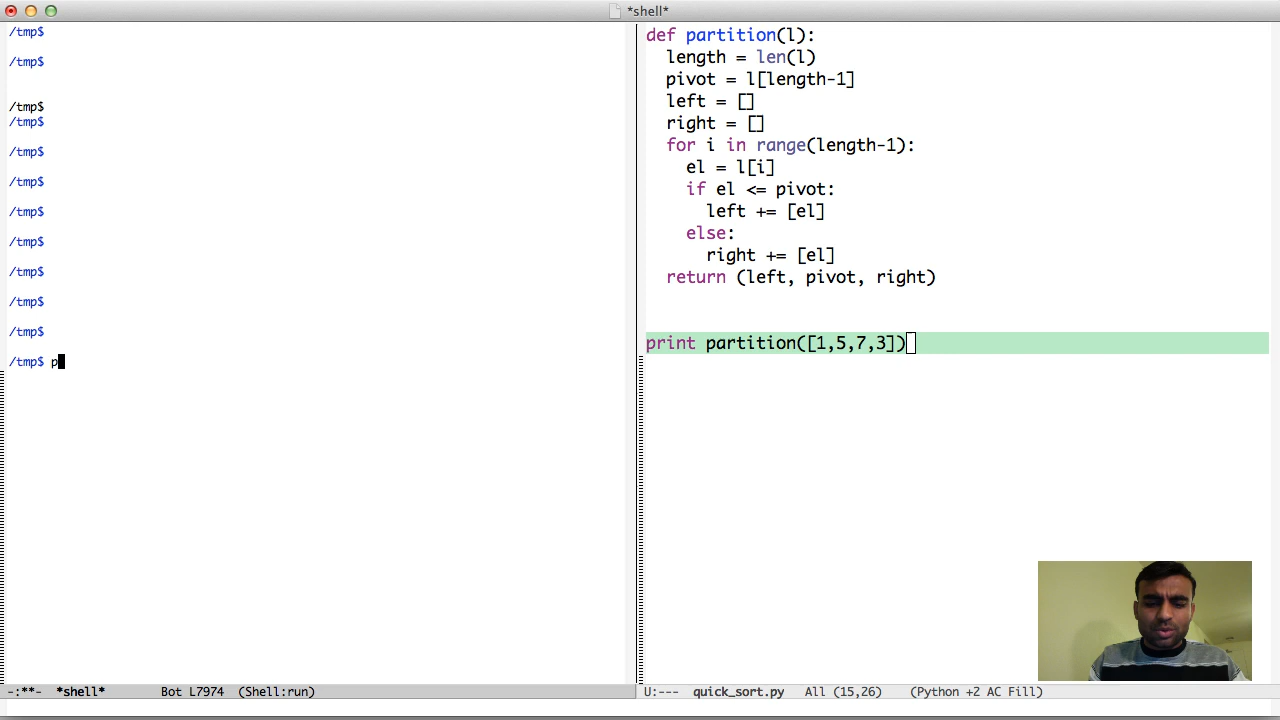 *shell*
/tmp$
/tmp$
/tmp$
/tmp$
/tmp$
/tmp$
/tmp$
/tmp$
/tmp$
/tmp$
/tmp$
/tmp$ p
-:**- *shell* Bot L7974 (Shell:run)
def partition(l):
length = len(l)
pivot = l[length-1]
left = []
right = []
for i in range(length-1):
el = l[i]
if el <= pivot:
left += [el]
else:
right += [el]
return (left, pivot, right)
print partition([1,5,7,3])
U:--- quick_sort.py All (15,26) (Python +2 AC Fill)